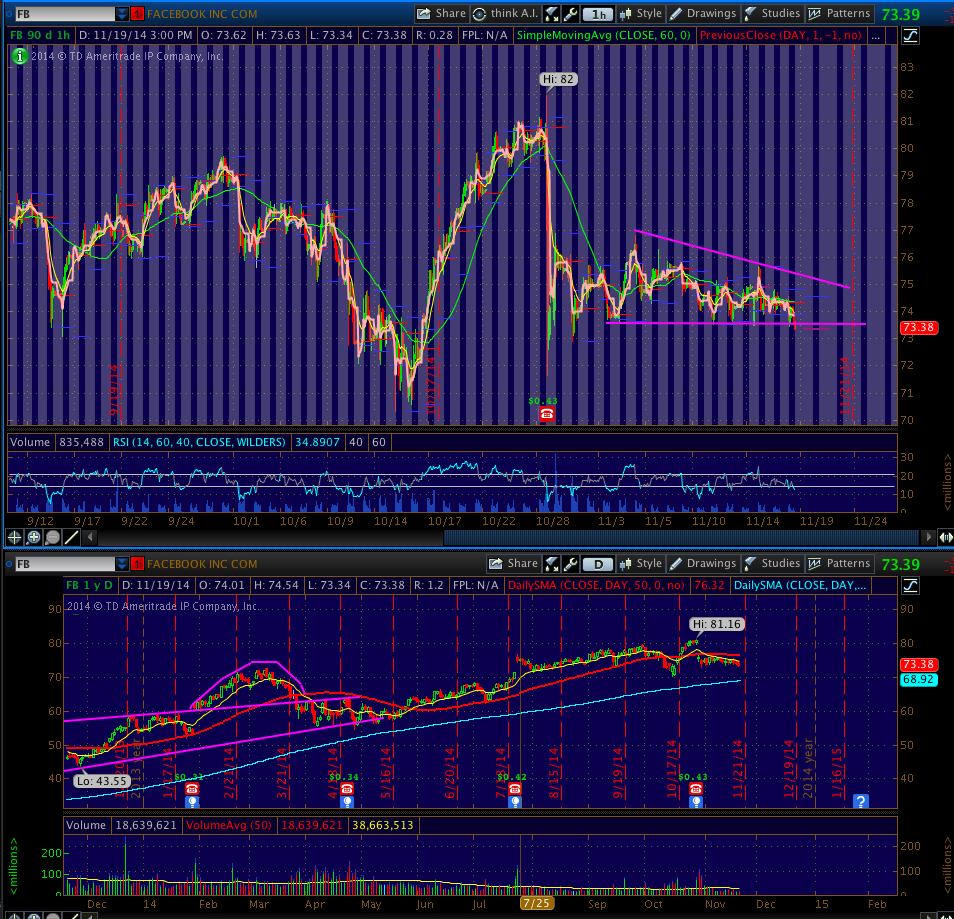 FB FACEBOOK INC COM Share think A.I. 1h Style Drawings Studies Patterns 73.39
FB 90 d 1h D: 11/19/14 3:00 PM O: 73.62 H: 73.63 L: 73.34 C: 73.38 R: 0.28 FPL: N/A SimpleMovingAvg (CLOSE, 60, 0) PreviousClose (DAY, 1, -1, no) ...
2014 © TD Ameritrade IP Company, Inc.
83
Hi: 82
82
81
80
79
78
77
76
75
74
73.38
73
72
71
70
9/19/14
10/17/14
11/21/14
$0.43
Volume 835,488 RSI (14, 60, 40, CLOSE, WILDERS) 34.8907 40 60
30
20
10
0
<millions>
9/12 9/17 9/22 9/24 10/1 10/6 10/9 10/14 10/17 10/22 10/28 11/3 11/5 11/10 11/14 11/19 11/24
FB FACEBOOK INC COM Share D Style Drawings Studies Patterns 73.39
FB 1 y D D: 11/19/14 O: 74.01 H: 74.54 L: 73.34 C: 73.38 R: 1.2 FPL: N/A DailySMA (CLOSE, DAY, 50, 0, no) 76.32 DailySMA (CLOSE, DAY,...
2014 © TD Ameritrade IP Company, Inc.
90 90
Hi: 81.16
80 80
73.38
70
68.92
60 60
50 50
40 40
Lo: 43.55
2013 year
1/17/14
2/21/14
3/21/14
5/16/14
6/20/14
8/15/14
9/19/14
10/17/14
11/21/14
12/19/14
2014 year
1/16/15
$0.34
$0.42
$0.43
Volume 18,639,621 VolumeAvg (50) 18,639,621 38,663,513
200 200
100 100
0
<millions>
<millions>
Dec 14 Feb Mar Apr May Jun Jul 7/25 Sep Oct Nov Dec 15 Feb